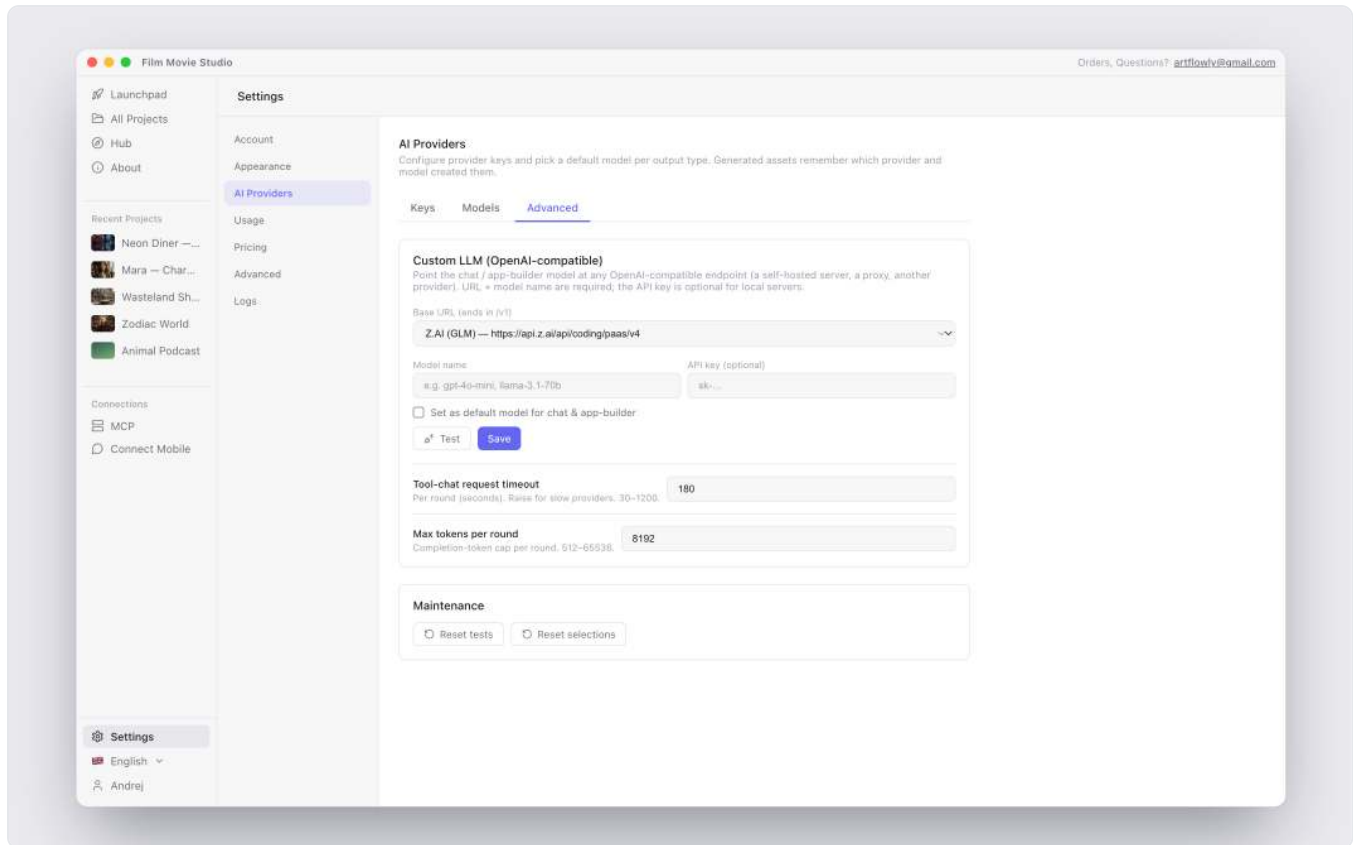 Film Movie Studio
Orders, Questions? artflowlv@gmail.com
Launchpad
All Projects
Hub
About
Recent Projects
Neon Diner —...
Mara — Char...
Wasteland Sh...
Zodiac World
Animal Podcast
Connections
MCP
Connect Mobile
Settings
English
Andrej
Settings
Account
Appearance
AI Providers
Usage
Pricing
Advanced
Logs
AI Providers
Configure provider keys and pick a default model per output type. Generated assets remember which provider and
model created them.
Keys Models Advanced
Custom LLM (OpenAI-compatible)
Point the chat / app-builder model at any OpenAI-compatible endpoint (a self-hosted server, a proxy, another
provider). URL + model name are required; the API key is optional for local servers.
Base URL (ends in /v1)
Z.AI (GLM) — https://api.z.ai/api/coding/paas/v4
Model name API key (optional)
e.g. gpt-4o-mini, llama-3.1-70b sk-...
Set as default model for chat & app-builder
Test Save
Tool-chat request timeout
Per round (seconds). Raise for slow providers. 30–1200.
180
Max tokens per round
Completion-token cap per round. 512–65536.
8192
Maintenance
Reset tests Reset selections